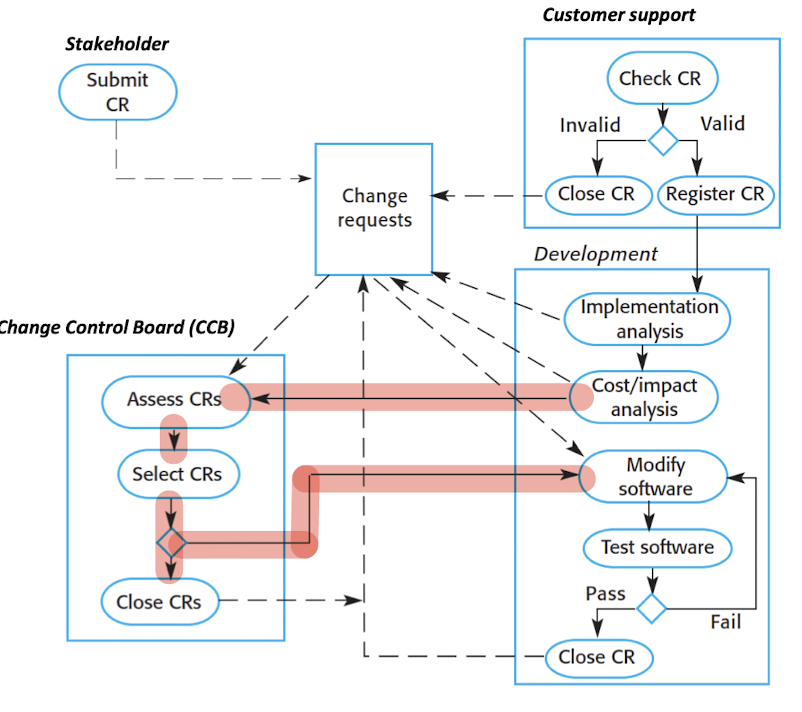 Customer support
Stakeholder
Submit
CR
Check CR
Invalid
Valid
Close CR
Register CR
Change
requests
Development
Implementation
analysis
Change Control Board (CCB)
Assess CRs
Cost/impact
analysis
Select CRs
Modify
software
Test software
Pass
Fail
Close CRs
Close CR